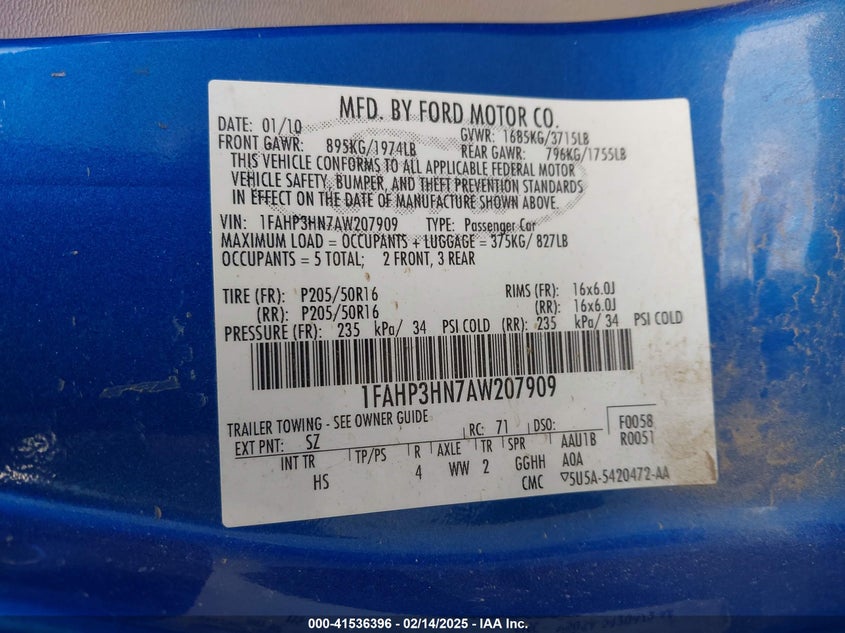 MFD. BY FORD MOTOR CO.
DATE: 01/10 GVWR: 1685KG/3715LB
FRONT GAWR: 895KG/1974LB REAR GAWR: 796KG/1755LB
THIS VEHICLE CONFORMS TO ALL APPLICABLE FEDERAL MOTOR
VEHICLE SAFETY, BUMPER, AND THEFT PREVENTION STANDARDS
IN EFFECT ON THE DATE OF MANUFACTURE SHOWN ABOVE.
VIN: 1FAHP3HN7AW207909 TYPE: Passenger Car
MAXIMUM LOAD = OCCUPANTS + LUGGAGE = 375KG/ 827LB
OCCUPANTS = 5 TOTAL; 2 FRONT, 3 REAR
TIRE (FR): P205/50R16 RIMS (FR): 16x6.0J
(RR): P205/50R16 (RR): 16x6.0J
PRESSURE (FR): 235 kPa/ 34 PSI COLD (RR): 235 kPa/ 34 PSI COLD
1FAHP3HN7AW207909
TRAILER TOWING - SEE OWNER GUIDE
EXT PNT: SZ RC: 71 DSO: F0058
R0051
INT TR TP/PS R AXLE TR SPR AAU1B
HS 4 WW 2 GGHH AOA
CMC ▽5U5A-5420472-AA
000-41536396 - 02/14/2025 - IAA Inc.